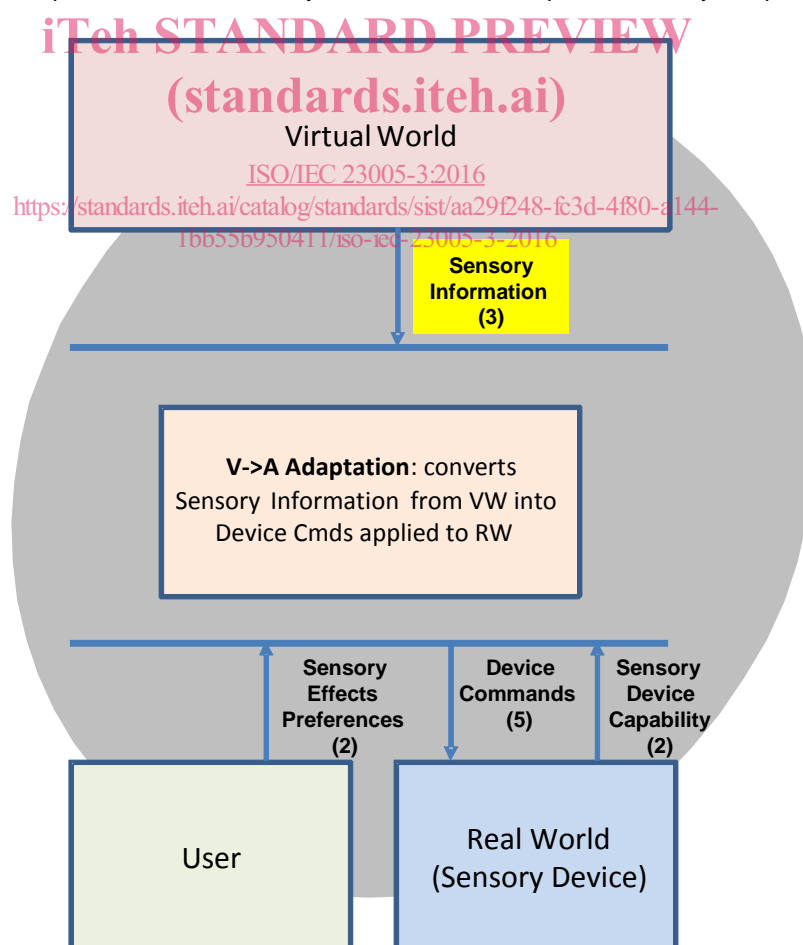 iTeh STANDARD PREVIEW
(standards.iteh.ai)
Virtual World
ISO/IEC 23005-3:2016
https://standards.iteh.ai/catalog/standards/sist/aa29f248-fc3d-4f80-a144-
1bb55b950411/iso-iec-23005-3-2016
Sensory
Information
(3)
V->A Adaptation: converts
Sensory Information from VW into
Device Cmds applied to RW
Sensory
Effects
Preferences
(2)
Device
Commands
(5)
Sensory
Device
Capability
(2)
User
Real World
(Sensory Device)